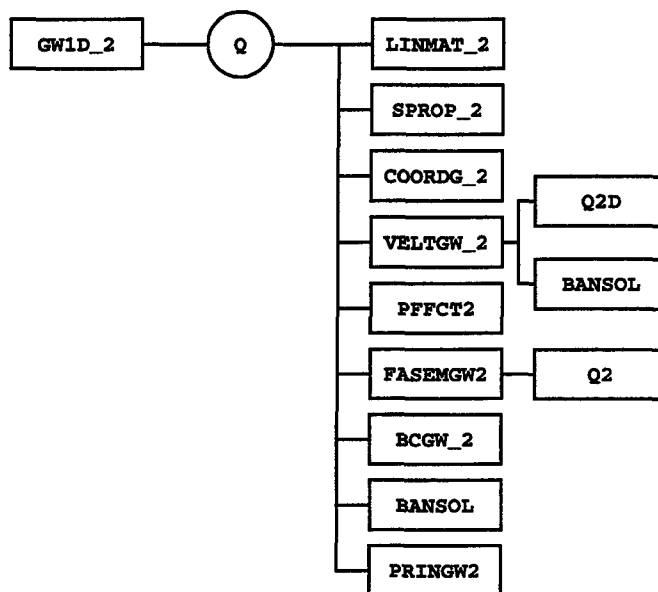 GW1D_2
Q
LINMAT_2
SPROP_2
COORDG_2
VELTGW_2
Q2D
BANSOL
PFFCT2
FASEMGW2
Q2
BCGW_2
BANSOL
PRINGW2